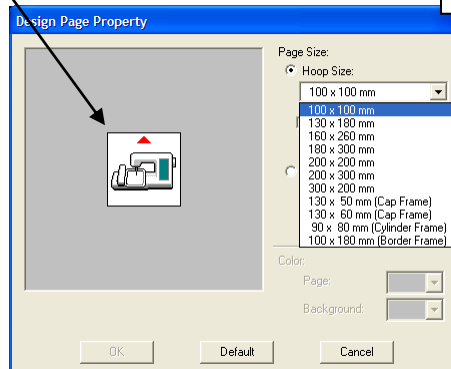 Design Page Property
Page Size:
Hoop Size:
100 x 100 mm
100 x 100 mm
130 x 180 mm
160 x 260 mm
180 x 300 mm
200 x 200 mm
200 x 300 mm
300 x 200 mm
130 x 50 mm (Cap Frame)
130 x 60 mm (Cap Frame)
90 x 80 mm (Cylinder Frame)
100 x 180 mm (Border Frame)
Color:
Page:
Background:
OK
Default
Cancel